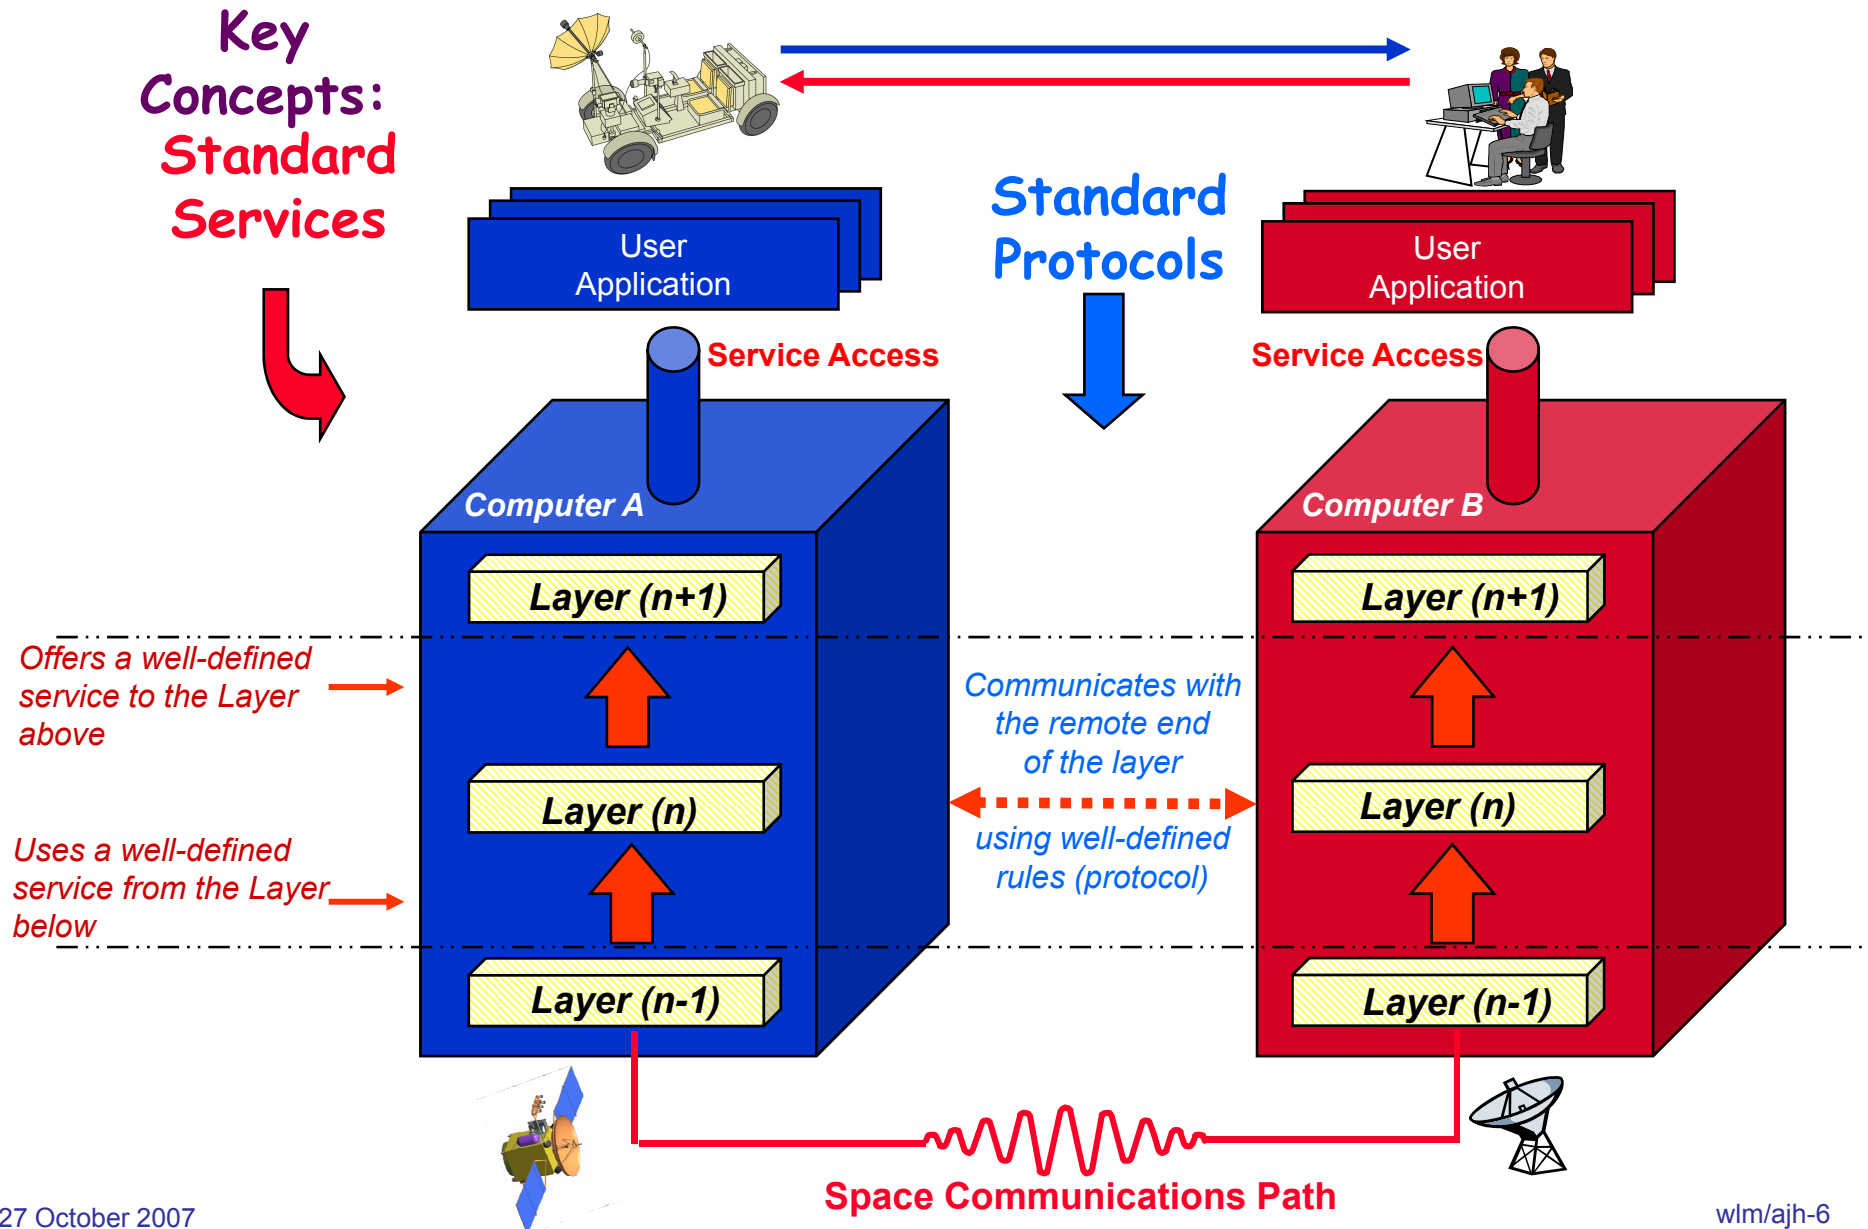 Key
Concepts:
Standard
Services
Standard
Protocols
User
Application
User
Application
Service Access
Service Access
Computer A
Computer B
Layer (n+1)
Layer (n+1)
Offers a well-defined
service to the Layer
above
Communicates with
the remote end
of the layer
Layer (n)
Layer (n)
using well-defined
rules (protocol)
Uses a well-defined
service from the Layer
below
Layer (n-1)
Layer (n-1)
Space Communications Path
27 October 2007
wlm/ajh-6